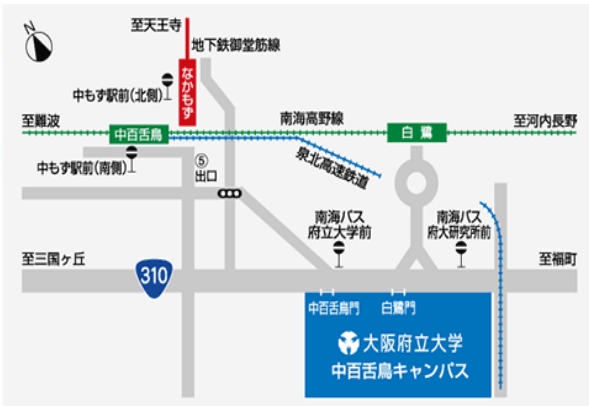 N
至天王寺
地下鉄御堂筋線
なかもず
中もず駅前(北側)
至難波
南海高野線
至河内長野
中百舌鳥
白鷺
中もず駅前(南側)
⑤
出口
泉北高速鉄道
南海バス
府立大学前
南海バス
府大研究所前
至三国ヶ丘
310
至福町
中百舌鳥門
白鷺門
大阪府立大学
中百舌鳥キャンパス